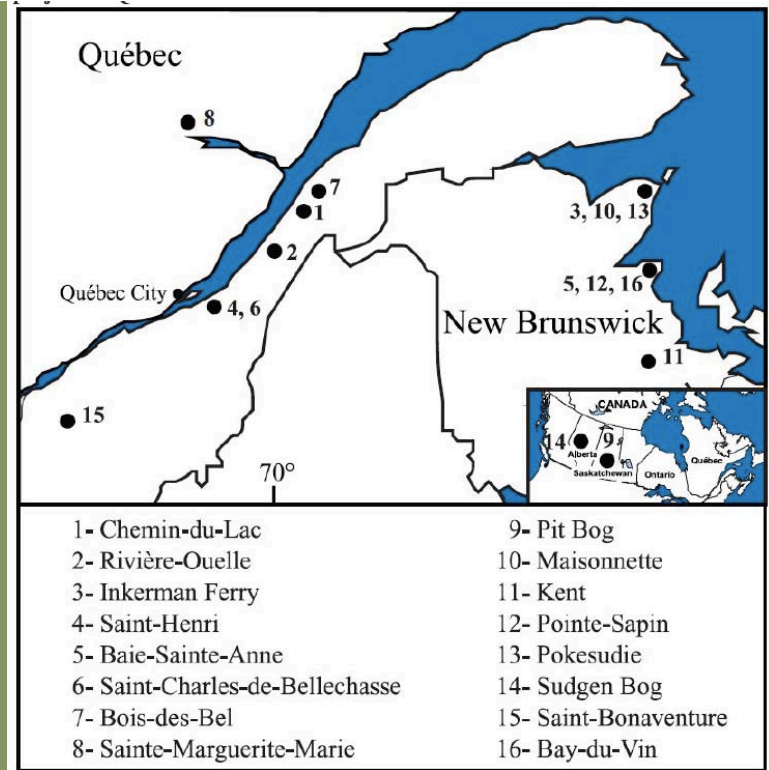 Québec
8
7
1
3, 10, 13
2
Québec City
4, 6
5, 12, 16
New Brunswick
11
15
CANADA
14
9
Alberta
Saskatchewan
Ontario
Québec
70°
1- Chemin-du-Lac
2- Rivière-Ouelle
3- Inkerman Ferry
4- Saint-Henri
5- Baie-Sainte-Anne
6- Saint-Charles-de-Bellechasse
7- Bois-des-Bel
8- Sainte-Marguerite-Marie
9- Pit Bog
10- Maisonnette
11- Kent
12- Pointe-Sapin
13- Pokesudie
14- Sudgen Bog
15- Saint-Bonaventure
16- Bay-du-Vin